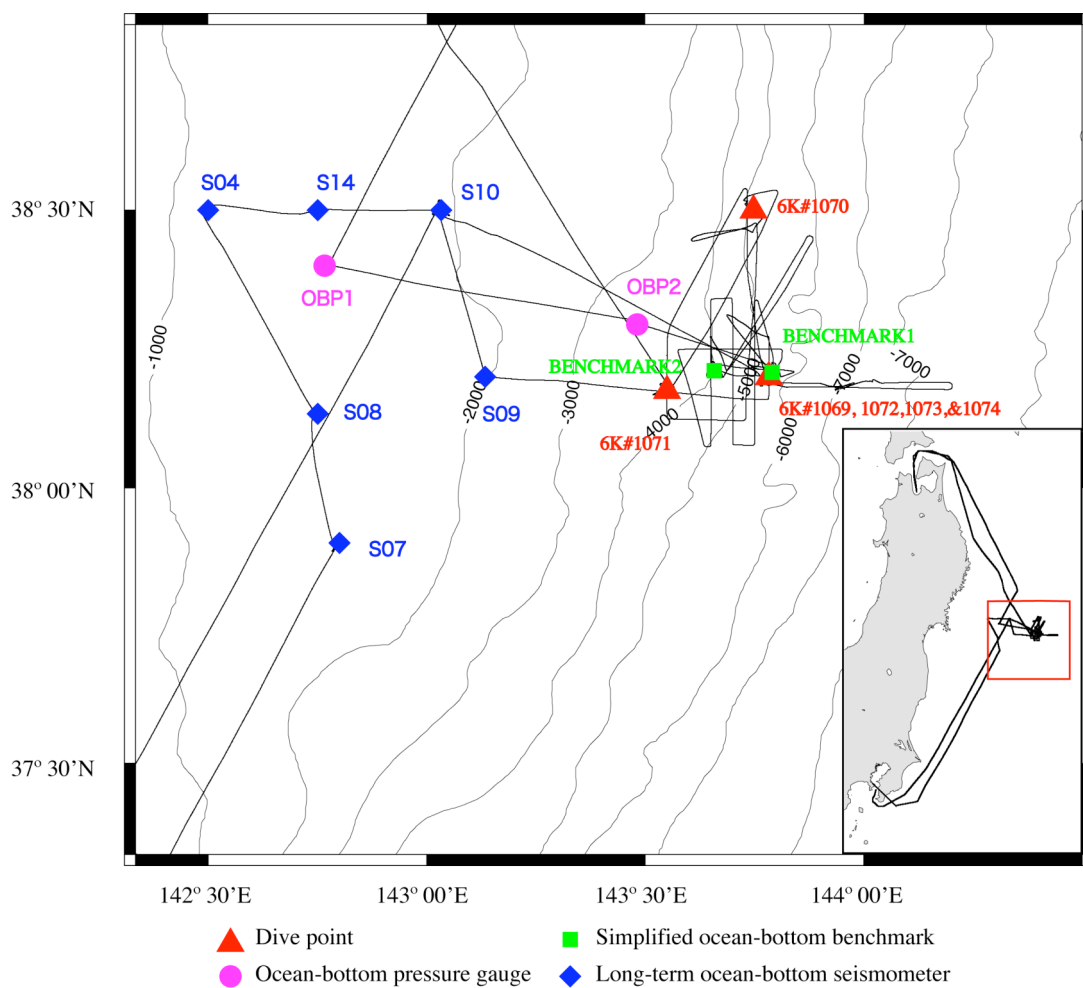 S04
S14
S10
38° 30'N
6K#1070
OBP1
OBP2
BENCHMARK1
-1000
BENCHMARK2
-5000
-7000
-7000
-2000
-3000
S08
S09
6K#1069, 1072,1073,&1074
-4000
6K#1071
-6000
38° 00'N
S07
37° 30'N
142° 30'E
143° 00'E
143° 30'E
144° 00'E
Dive point
Simplified ocean-bottom benchmark
Ocean-bottom pressure gauge
Long-term ocean-bottom seismometer